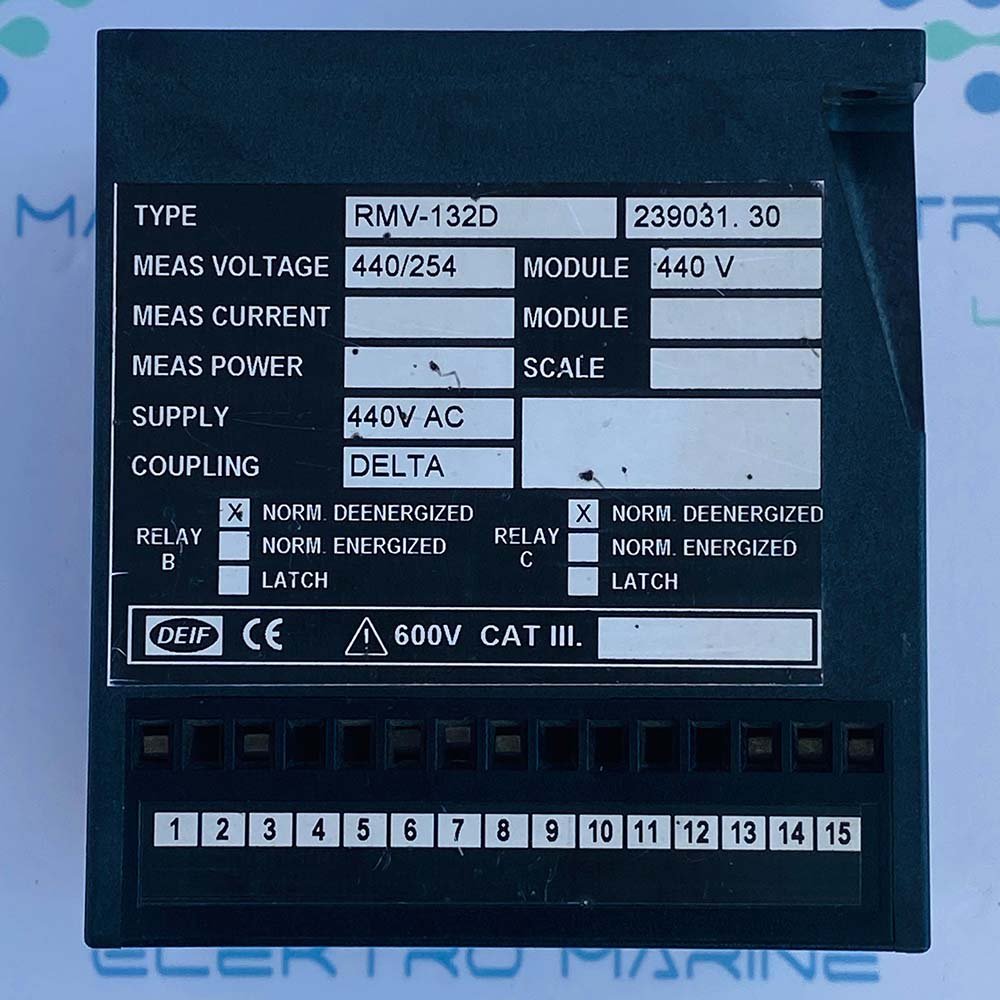 TYPE RMV-132D 239031. 30
MEAS VOLTAGE 440/254 MODULE 440 V
MEAS CURRENT MODULE
MEAS POWER SCALE
SUPPLY 440V AC
COUPLING DELTA
RELAY B X NORM. DEENERGIZED RELAY C X NORM. DEENERGIZED
NORM. ENERGIZED NORM. ENERGIZED
LATCH LATCH
DEIF CE 600V CAT III.
1 2 3 4 5 6 7 8 9 10 11 12 13 14 15
ELEKTRO MARINE